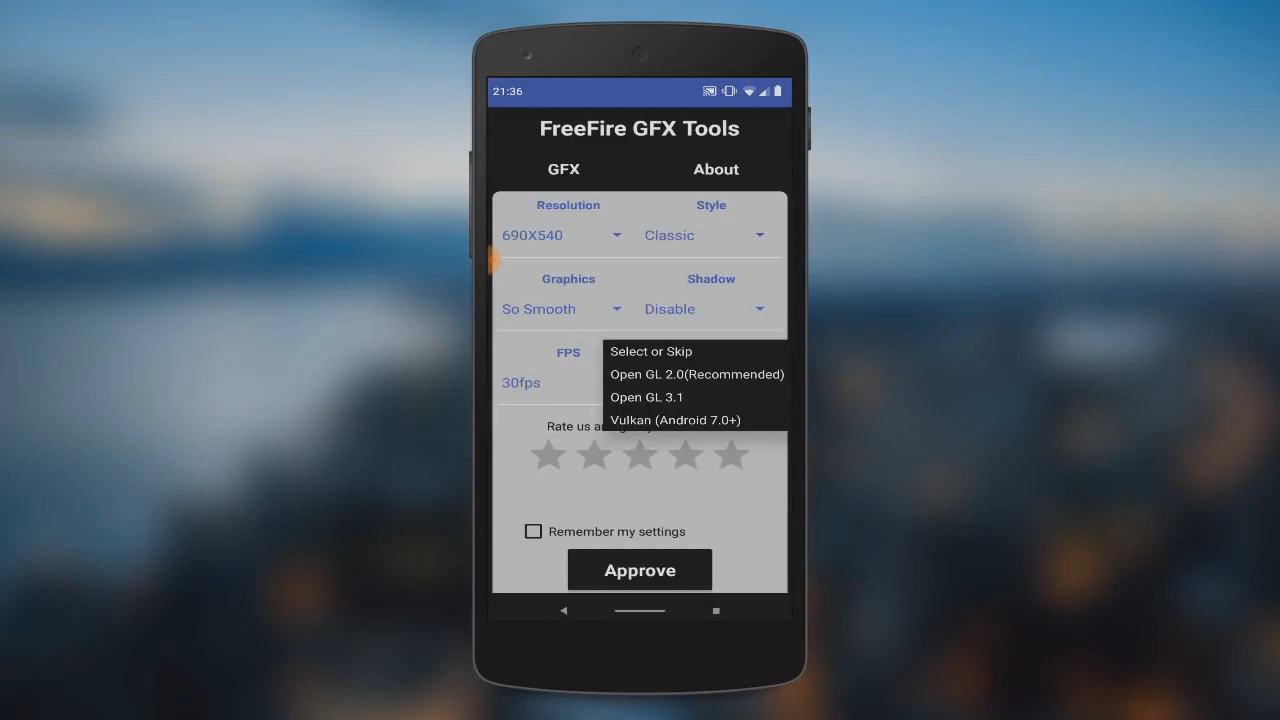 21:36
FreeFire GFX Tools
GFX About
Resolution Style
690X540 Classic
Graphics Shadow
So Smooth Disable
FPS
30fps
Select or Skip
Open GL 2.0(Recommended)
Open GL 3.1
Vulkan (Android 7.0+)
Rate us
Remember my settings
Approve